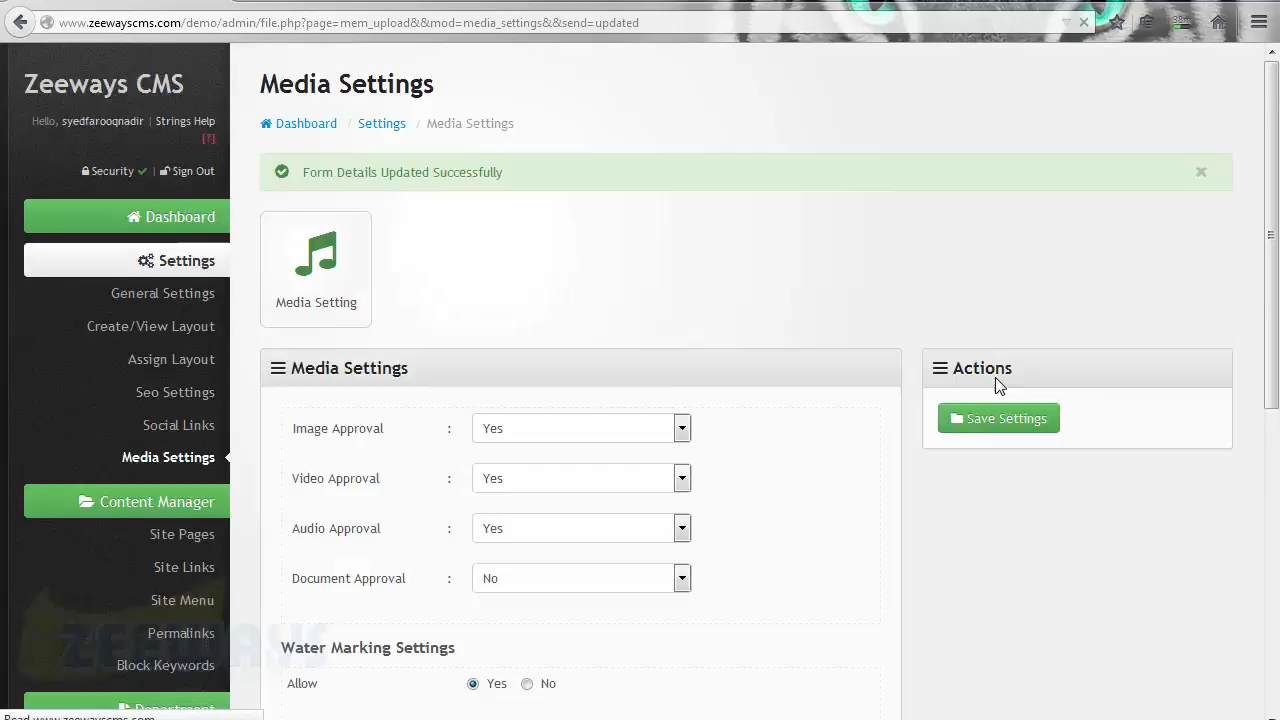 www.zeewayscms.com/demo/admin/file.php?page=mem_upload&&mod=media_settings&&send=updated
Zeeways CMS
Hello, syedfarooqnadir | Strings Help
[?]
Security | Sign Out
Dashboard
Settings
General Settings
Create/View Layout
Assign Layout
Seo Settings
Social Links
Media Settings
Content Manager
Site Pages
Site Links
Site Menu
Permalinks
Block Keywords
Department
Media Settings
Dashboard / Settings / Media Settings
Form Details Updated Successfully
Media Setting
Media Settings
Image Approval : Yes
Video Approval : Yes
Audio Approval : Yes
Document Approval : No
Water Marking Settings
Allow Yes No
Actions
Save Settings
ZEEWAYS
Read www.zeewayscms.com